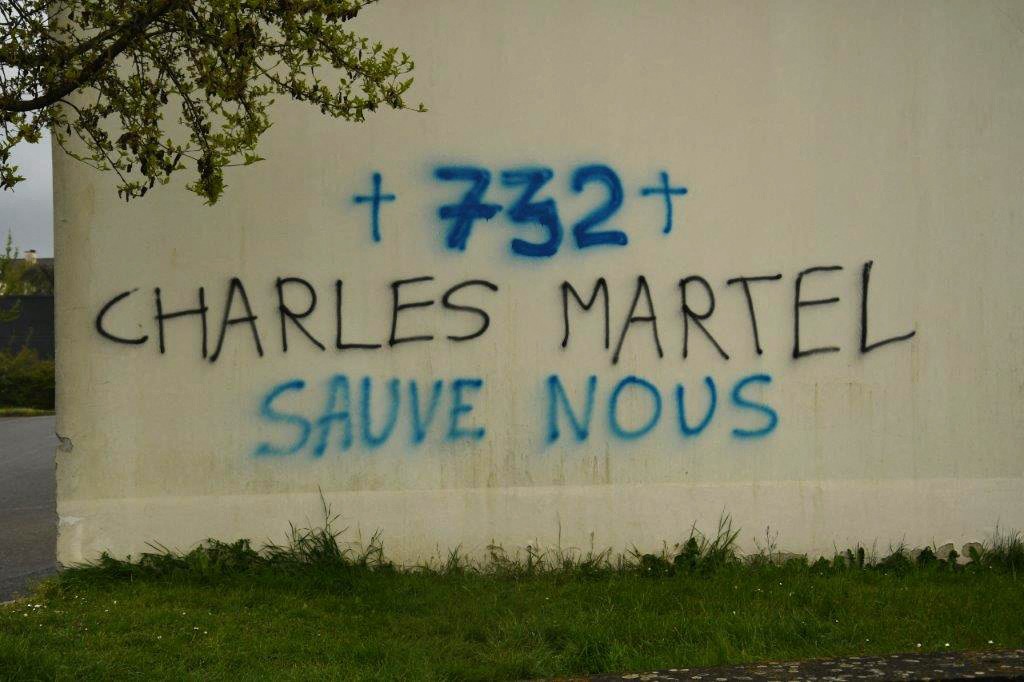 † 732 †
CHARLES MARTEL
SAUVE NOUS